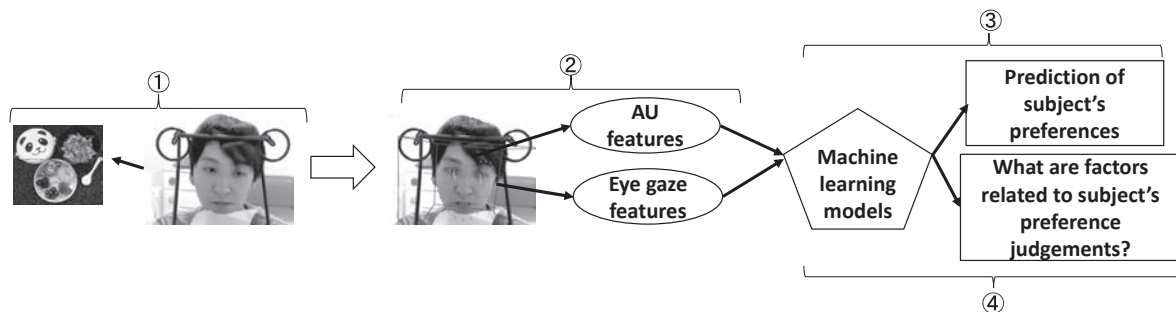 ①
②
③
AU
features
Eye gaze
features
Machine
learning
models
Prediction of
subject’s
preferences
What are factors
related to subject’s
preference
judgements?
④